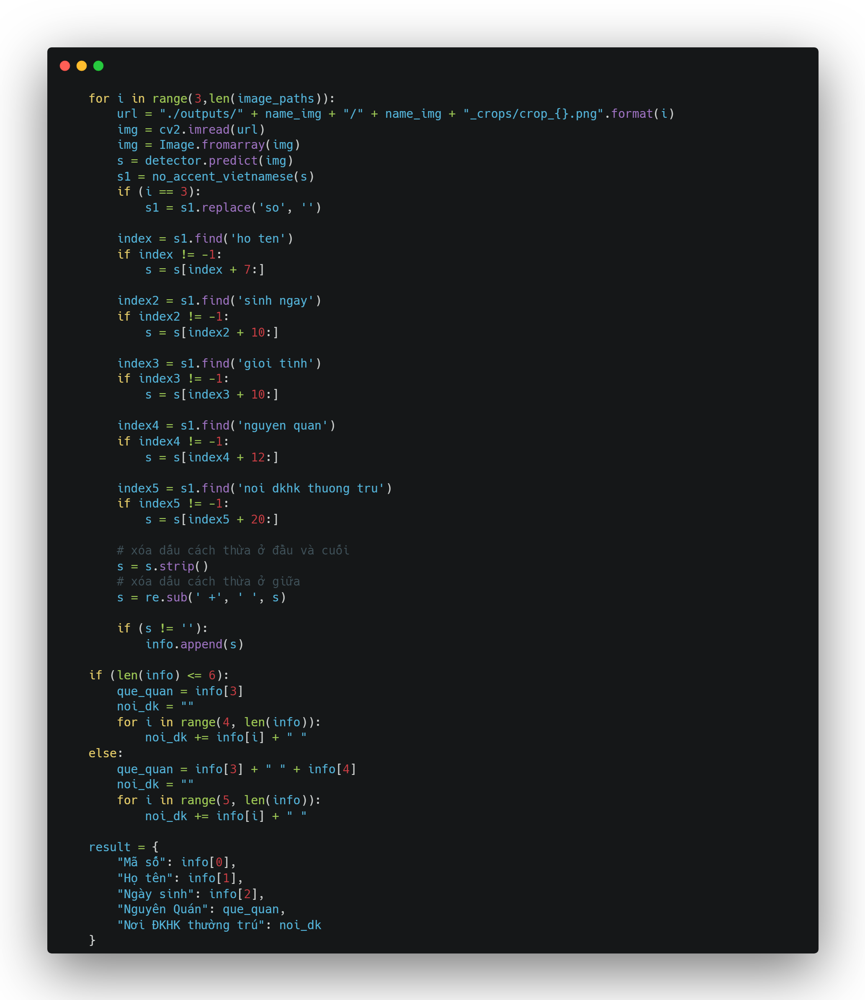 for i in range(3,len(image_paths)):
    url = "./outputs/" + name_img + "/" + name_img + "_crops/crop_{}.png".format(i)
    img = cv2.imread(url)
    img = Image.fromarray(img)
    s = detector.predict(img)
    s1 = no_accent_vietnamese(s)
    if (i == 3):
        s1 = s1.replace('so', '')

    index = s1.find('ho ten')
    if index != -1:
        s = s[index + 7:]

    index2 = s1.find('sinh ngay')
    if index2 != -1:
        s = s[index2 + 10:]

    index3 = s1.find('gioi tinh')
    if index3 != -1:
        s = s[index3 + 10:]

    index4 = s1.find('nguyen quan')
    if index4 != -1:
        s = s[index4 + 12:]

    index5 = s1.find('noi dkhk thuong tru')
    if index5 != -1:
        s = s[index5 + 20:]

    # xóa dấu cách thừa ở đầu và cuối
    s = s.strip()
    # xóa dấu cách thừa ở giữa
    s = re.sub(' +', ' ', s)

    if (s != ''):
        info.append(s)

if (len(info) <= 6):
    que_quan = info[3]
    noi_dk = ""
    for i in range(4, len(info)):
        noi_dk += info[i] + " "
else:
    que_quan = info[3] + " " + info[4]
    noi_dk = ""
    for i in range(5, len(info)):
        noi_dk += info[i] + " "

result = {
    "Mã số": info[0],
    "Họ tên": info[1],
    "Ngày sinh": info[2],
    "Nguyên Quán": que_quan,
    "Nơi ĐKHK thường trú": noi_dk
}